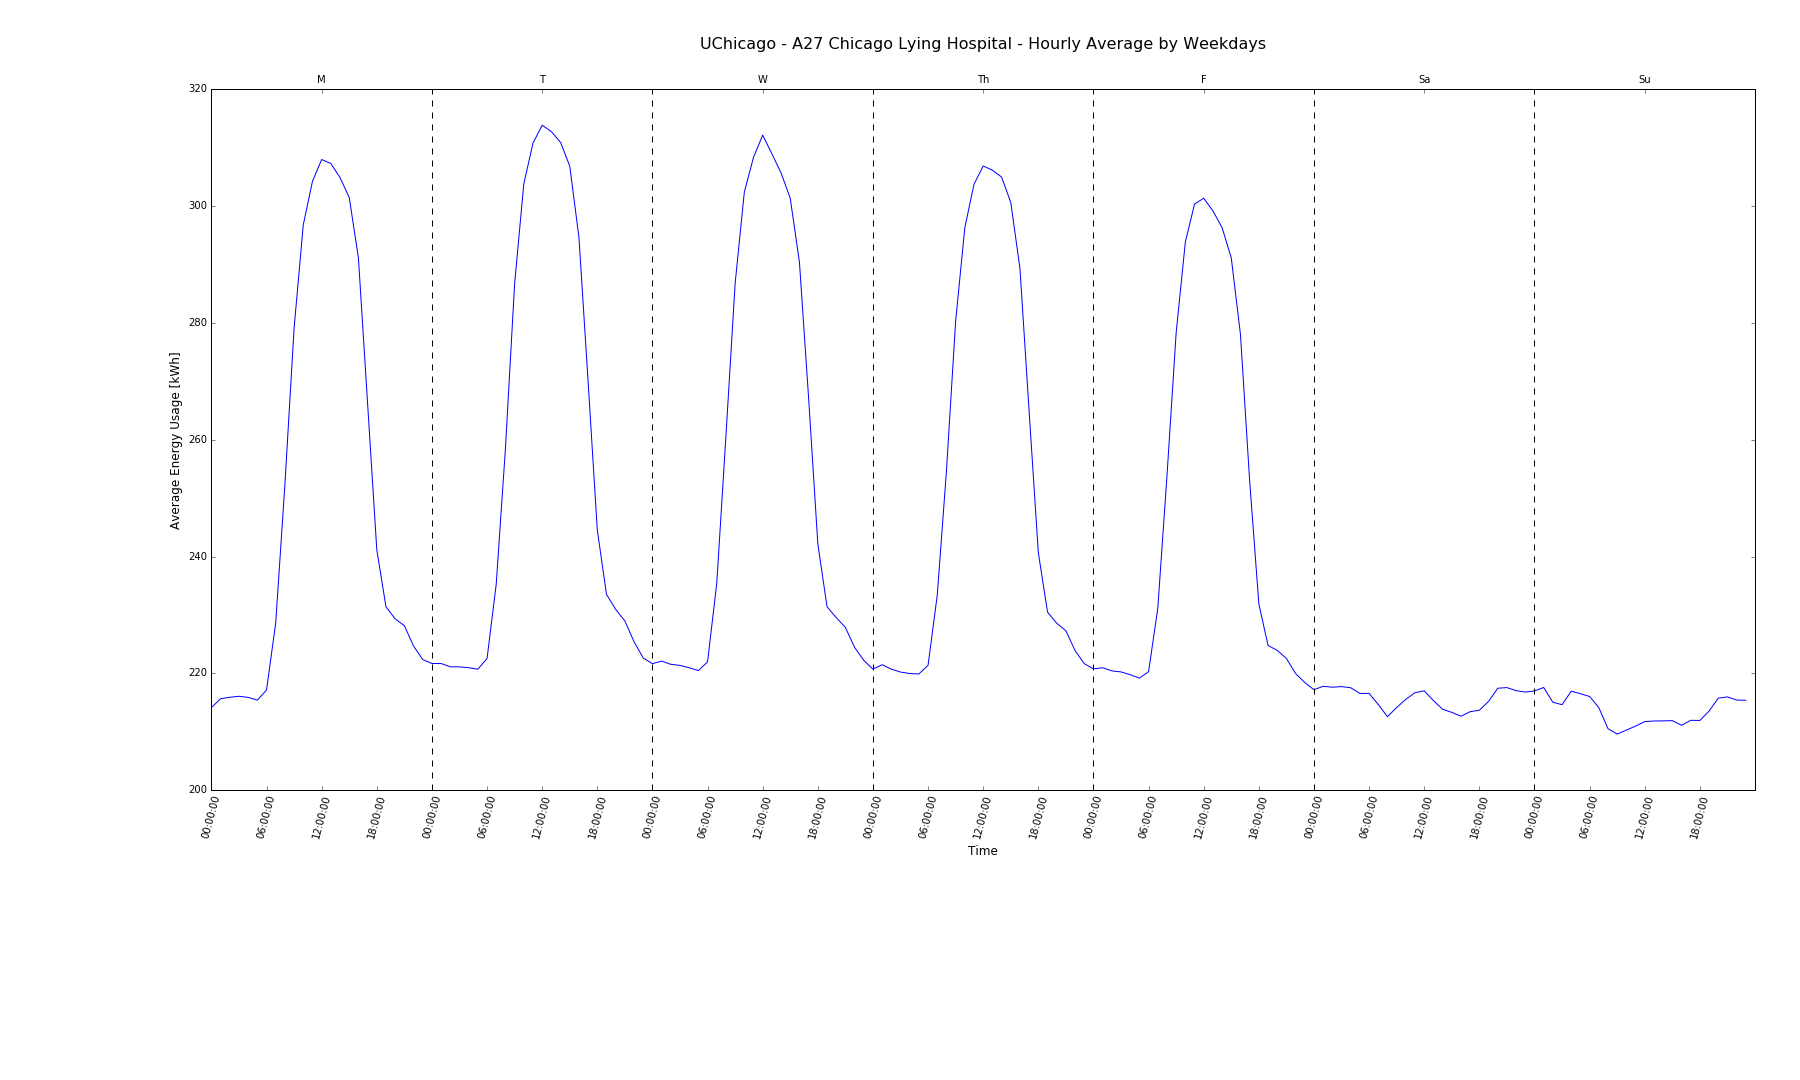 UChicago - A27 Chicago Lying Hospital - Hourly Average by Weekdays
M T W Th F Sa Su
320
300
280
260
240
220
200
Average Energy Usage [kWh]
00:00:00 06:00:00 12:00:00 18:00:00 00:00:00 06:00:00 12:00:00 18:00:00 00:00:00 06:00:00 12:00:00 18:00:00 00:00:00 06:00:00 12:00:00 18:00:00 00:00:00 06:00:00 12:00:00 18:00:00 00:00:00 06:00:00 12:00:00 18:00:00 00:00:00 06:00:00 12:00:00 18:00:00
Time